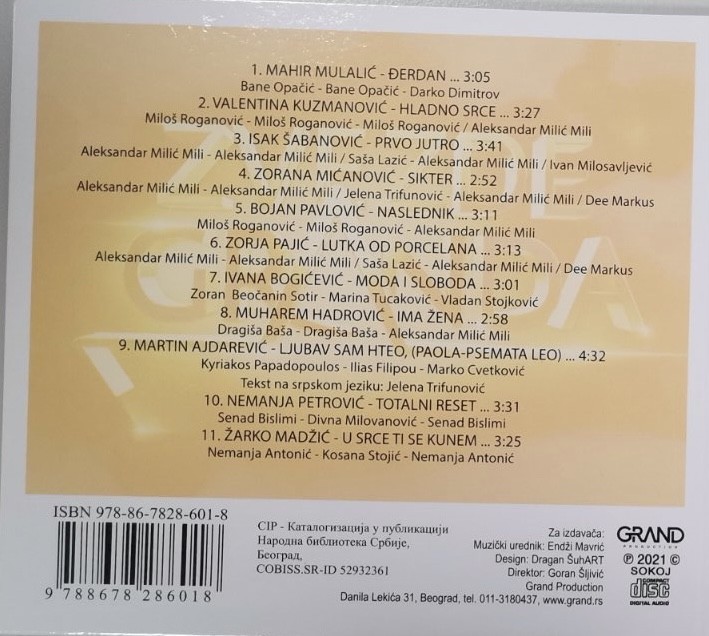 1. MAHIR MULALIĆ - ĐERDAN ... 3:05
Bane Opačić - Bane Opačić - Darko Dimitrov
2. VALENTINA KUZMANOVIĆ - HLADNO SRCE ... 3:27
Miloš Roganović - Miloš Roganović - Miloš Roganović / Aleksandar Milić Mili
3. ISAK ŠABANOVIĆ - PRVO JUTRO ... 3:41
Aleksandar Milić Mili - Aleksandar Milić Mili / Saša Lazić - Aleksandar Milić Mili / Ivan Milosavljević
4. ZORANA MIĆANOVIĆ - SIKTER ... 2:52
Aleksandar Milić Mili - Aleksandar Milić Mili / Jelena Trifunović - Aleksandar Milić Mili / Dee Markus
5. BOJAN PAVLOVIĆ - NASLEDNIK ... 3:11
Miloš Roganović - Miloš Roganović - Aleksandar Milić Mili
6. ZORJA PAJIĆ - LUTKA OD PORCELANA ... 3:13
Aleksandar Milić Mili - Aleksandar Milić Mili / Saša Lazić - Aleksandar Milić Mili / Dee Markus
7. IVANA BOGIĆEVIĆ - MODA I SLOBODA ... 3:01
Zoran Beočanin Sotir - Marina Tucaković - Vladan Stojković
8. MUHAREM HADROVIĆ - IMA ŽENA ... 2:58
Dragiša Baša - Dragiša Baša - Aleksandar Milić Mili
9. MARTIN AJDAREVIĆ - LJUBAV SAM HTEO, (PAOLA-PSEMATA LEO) ... 4:32
Kyriakos Papadopoulos - Ilias Filipou - Marko Cvetković
Tekst na srpskom jeziku: Jelena Trifunović
10. NEMANJA PETROVIĆ - TOTALNI RESET ... 3:31
Senad Bislimi - Divna Milovanović - Senad Bislimi
11. ŽARKO MADŽIĆ - U SRCE TI SE KUNEM ... 3:25
Nemanja Antonić - Kosana Stojić - Nemanja Antonić
ZVEZDE
GRANDA
ISBN 978-86-7828-601-8
9 788678 286018
CIP - Каталогизација у публикацији
Народна библиотека Србије,
Београд,
COBISS.SR-ID 52932361
Za izdavača:
Muzički urednik: Endži Mavrić
Design: Dragan ŠuhART
Direktor: Goran Šljivić
Grand Production
Danila Lekića 31, Beograd, tel. 011-3180437, www.grand.rs
GRAND
PRODUCTION
℗ 2021 ©
SOKOJ
COMPACT
disc
DIGITAL AUDIO